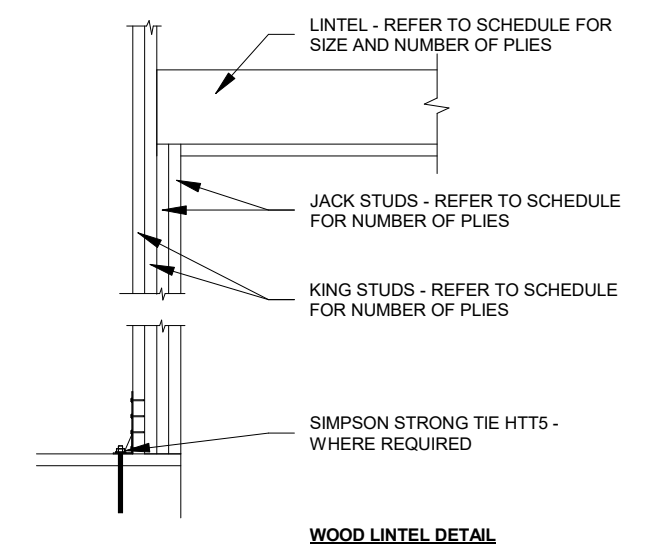 LINTEL - REFER TO SCHEDULE FOR
SIZE AND NUMBER OF PLIES
JACK STUDS - REFER TO SCHEDULE
FOR NUMBER OF PLIES
KING STUDS - REFER TO SCHEDULE
FOR NUMBER OF PLIES
SIMPSON STRONG TIE HTT5 -
WHERE REQUIRED
WOOD LINTEL DETAIL